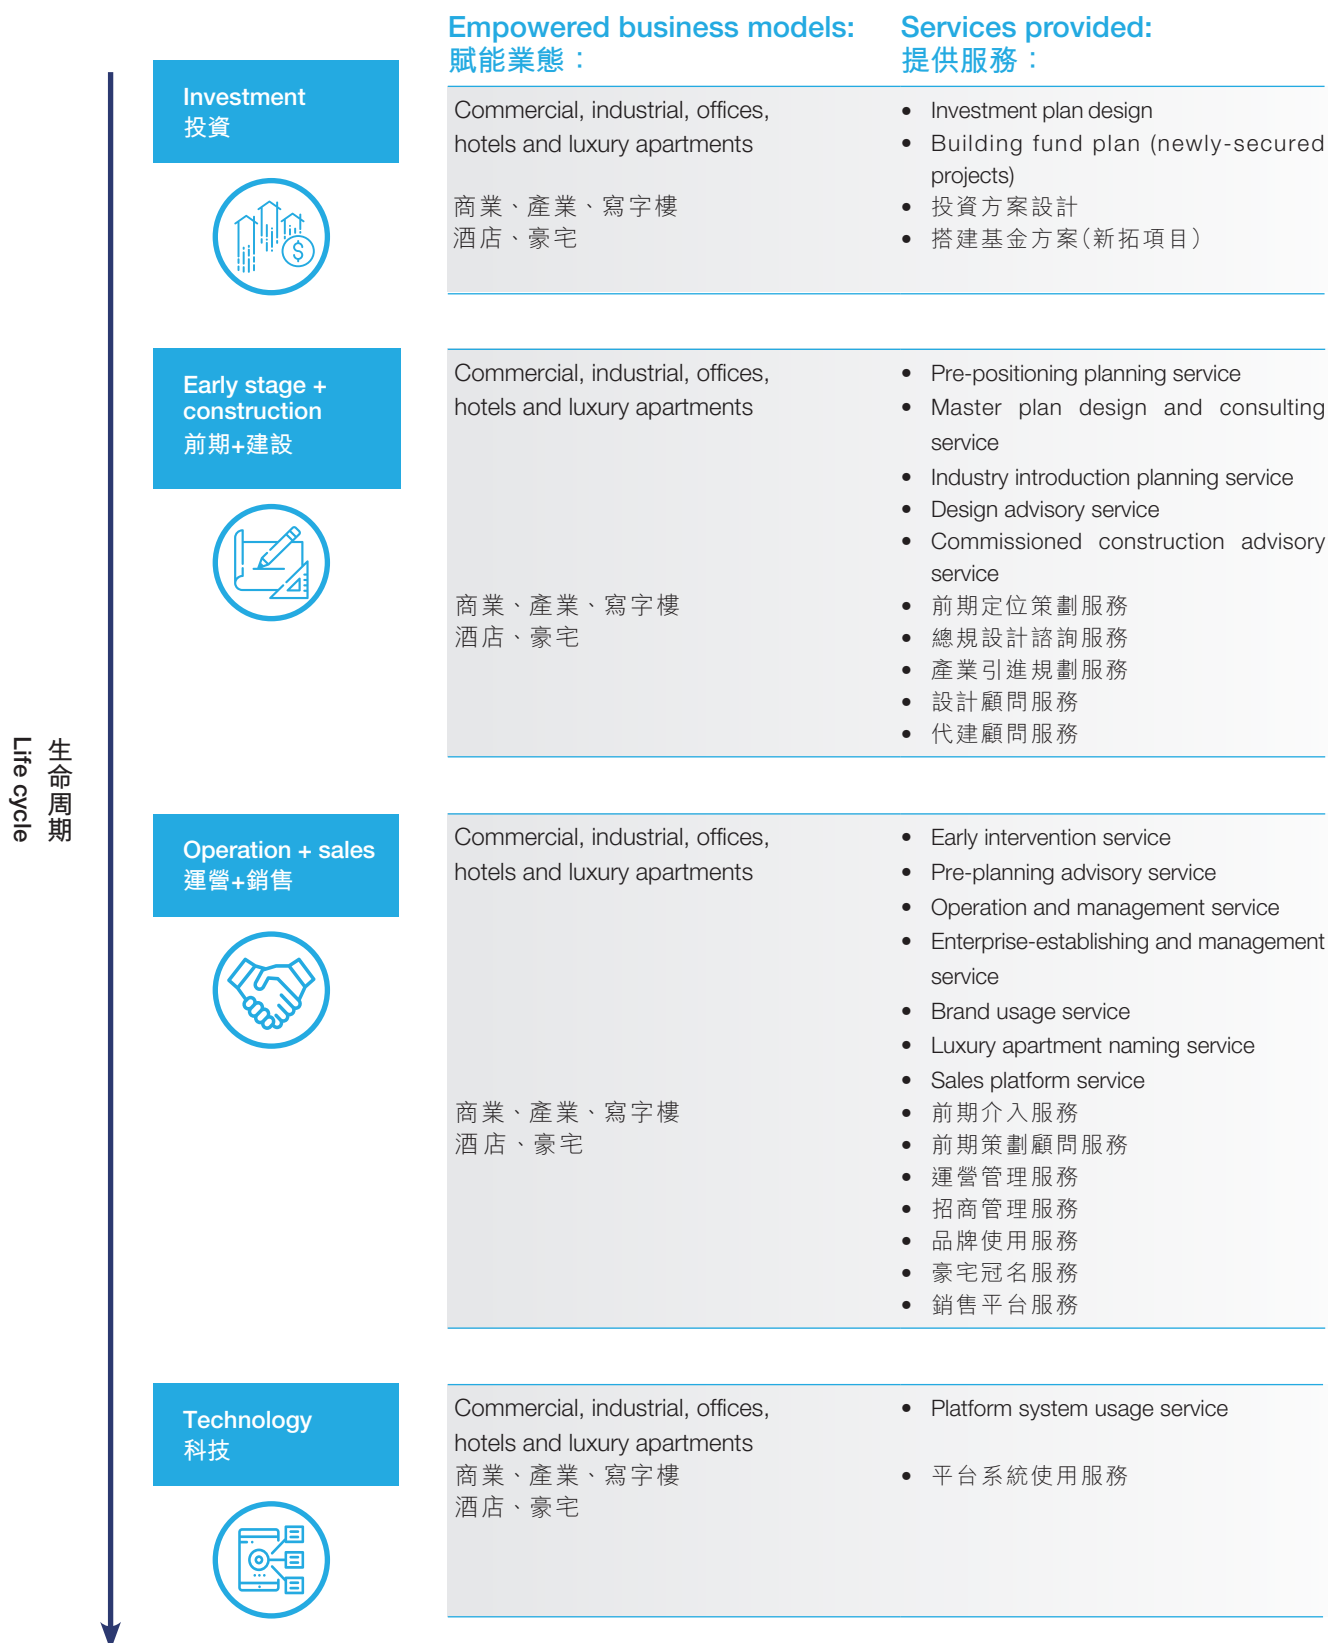 Empowered business models:
賦能業態：
Services provided:
提供服務：
生命周期
Life cycle
Investment
投資
Commercial, industrial, offices,
hotels and luxury apartments
商業、產業、寫字樓
酒店、豪宅
• Investment plan design
• Building fund plan (newly-secured
projects)
• 投資方案設計
• 搭建基金方案(新拓項目)
Early stage +
construction
前期+建設
Commercial, industrial, offices,
hotels and luxury apartments
商業、產業、寫字樓
酒店、豪宅
• Pre-positioning planning service
• Master plan design and consulting
service
• Industry introduction planning service
• Design advisory service
• Commissioned construction advisory
service
• 前期定位策劃服務
• 總規設計諮詢服務
• 產業引進規劃服務
• 設計顧問服務
• 代建顧問服務
Operation + sales
運營+銷售
Commercial, industrial, offices,
hotels and luxury apartments
商業、產業、寫字樓
酒店、豪宅
• Early intervention service
• Pre-planning advisory service
• Operation and management service
• Enterprise-establishing and management
service
• Brand usage service
• Luxury apartment naming service
• Sales platform service
• 前期介入服務
• 前期策劃顧問服務
• 運營管理服務
• 招商管理服務
• 品牌使用服務
• 豪宅冠名服務
• 銷售平台服務
Technology
科技
Commercial, industrial, offices,
hotels and luxury apartments
商業、產業、寫字樓
酒店、豪宅
• Platform system usage service
• 平台系統使用服務